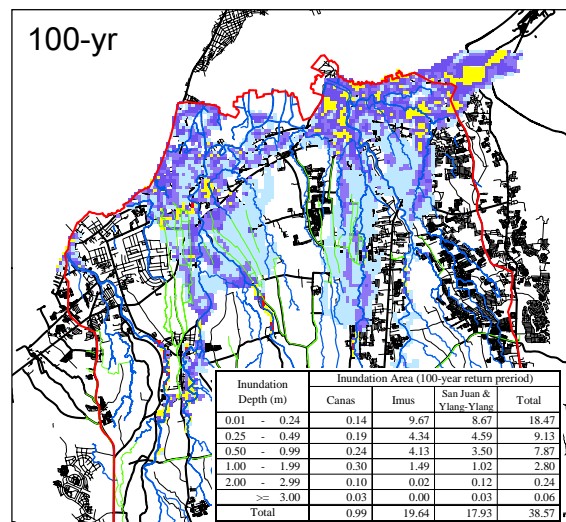 100-yr
Inundation Depth (m) Inundation Area (100-year return preriod)
Canas Imus San Juan & Ylang-Ylang Total
0.01 - 0.24 0.14 9.67 8.67 18.47
0.25 - 0.49 0.19 4.34 4.59 9.13
0.50 - 0.99 0.24 4.13 3.50 7.87
1.00 - 1.99 0.30 1.49 1.02 2.80
2.00 - 2.99 0.10 0.02 0.12 0.24
>= 3.00 0.03 0.00 0.03 0.06
Total 0.99 19.64 17.93 38.57